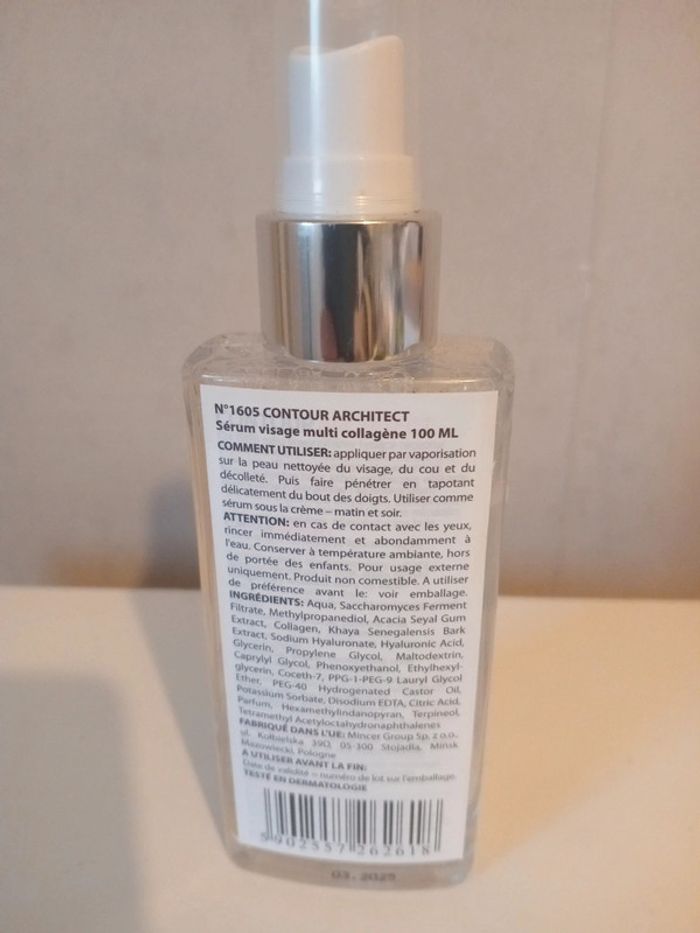 N°1605 CONTOUR ARCHITECT
Sérum visage multi collagène 100 ML
COMMENT UTILISER: appliquer par vaporisation
sur la peau nettoyée du visage, du cou et du
décolleté. Puis faire pénétrer en tapotant
délicatement du bout des doigts. Utiliser comme
sérum sous la crème – matin et soir.
ATTENTION: en cas de contact avec les yeux,
rincer immédiatement et abondamment à
l'eau. Conserver à température ambiante, hors
de portée des enfants. Pour usage externe
uniquement. Produit non comestible. A utiliser
de préférence avant le: voir emballage.
INGRÉDIENTS: Aqua, Saccharomyces Ferment
Filtrate, Methylpropanediol, Acacia Seyal Gum
Extract, Collagen, Khaya Senegalensis Bark
Extract, Sodium Hyaluronate, Hyaluronic Acid,
Glycerin, Propylene Glycol, Maltodextrin,
Caprylyl Glycol, Phenoxyethanol, Ethylhexyl-
glycerin, Coceth-7, PPG-1-PEG-9 Lauryl Glycol
Ether, PEG-40 Hydrogenated Castor Oil,
Potassium Sorbate, Disodium EDTA, Citric Acid,
Parfum, Hexamethylindanopyran, Terpineol,
Tetramethyl Acetyloctahydronaphthalenes
FABRIQUÉ DANS L'UE: Mincer Group Sp. z o.o.,
ul. Kołbielska 39D, 05-300 Stojadła, Minsk
Mazowiecki, Pologne
A UTILISER AVANT LA FIN:
Date de validité – numéro de lot sur l'emballage.
TESTÉ EN DERMATOLOGIE
5 902557 262618
03.2025